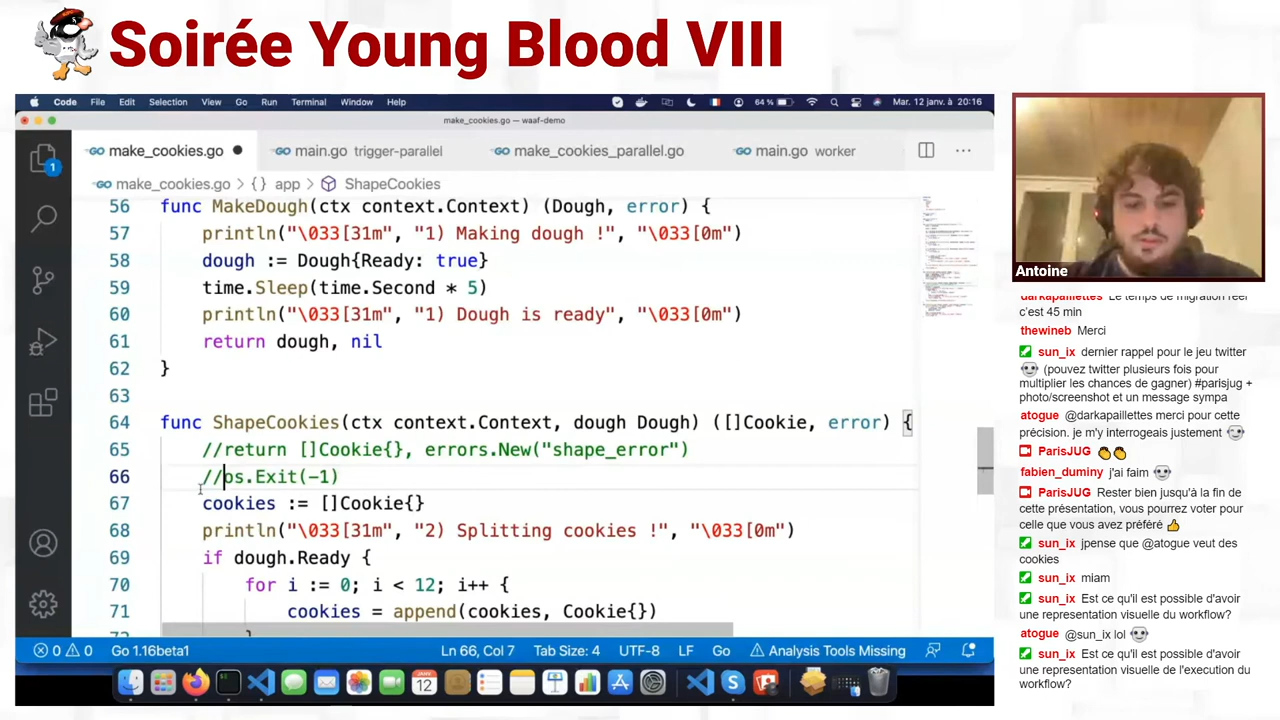 Soirée Young Blood VIII
Code File Edit Selection View Go Run Terminal Window Help 64 % Mar. 12 janv. à 20:16
make_cookies.go — waaf-demo
make_cookies.go main.go trigger-parallel make_cookies_parallel.go main.go worker
make_cookies.go > {} app > ShapeCookies
56 func MakeDough(ctx context.Context) (Dough, error) {
57 println("\033[31m", "1) Making dough !", "\033[0m")
58 dough := Dough{Ready: true}
59 time.Sleep(time.Second * 5)
60 println("\033[31m", "1) Dough is ready", "\033[0m")
61 return dough, nil
62 }
63
64 func ShapeCookies(ctx context.Context, dough Dough) ([]Cookie, error) {
65 //return []Cookie{}, errors.New("shape_error")
66 //os.Exit(-1)
67 cookies := []Cookie{}
68 println("\033[31m", "2) Splitting cookies !", "\033[0m")
69 if dough.Ready {
70 for i := 0; i < 12; i++ {
71 cookies = append(cookies, Cookie{})
0 0 Go 1.16beta1 Ln 66, Col 7 Tab Size: 4 UTF-8 LF Go Analysis Tools Missing
Antoine
darkapaillettes Le temps de migration réel
c'est 45 min
thewineb Merci
sun_ix dernier rappel pour le jeu twitter
(pouvez twitter plusieurs fois pour
multiplier les chances de gagner) #parisjug +
photo/screenshot et un message sympa
atogue @darkapaillettes merci pour cette
précision. je m'y interrogeais justement
ParisJUG
fabien_duminy j'ai faim
ParisJUG Rester bien jusqu'à la fin de
cette présentation, vous pourrez voter pour
celle que vous avez préféré
sun_ix jpense que @atogue veut des
cookies
sun_ix miam
sun_ix Est ce qu'il est possible d'avoir
une representation visuelle du workflow?
atogue @sun_ix lol
sun_ix Est ce qu'il est possible d'avoir
une representation visuelle de l'execution du
workflow?